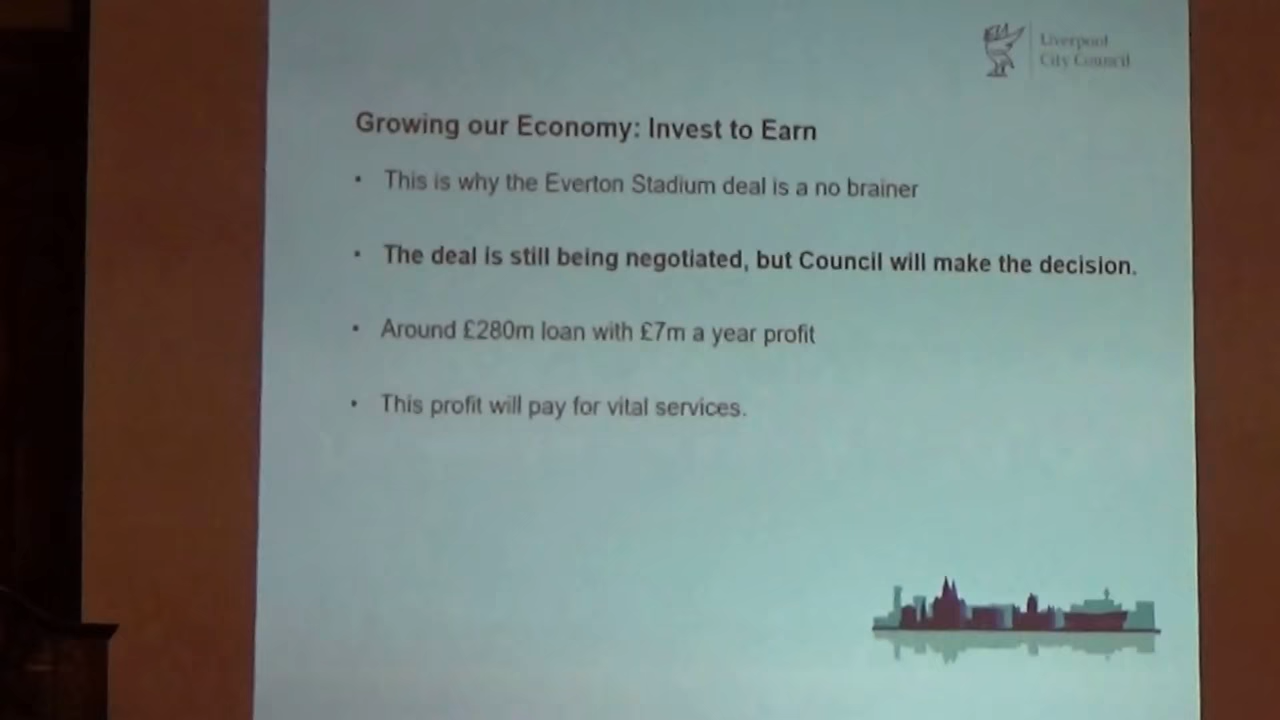 Liverpool
City Council
Growing our Economy: Invest to Earn
• This is why the Everton Stadium deal is a no brainer
• The deal is still being negotiated, but Council will make the decision.
• Around £280m loan with £7m a year profit
• This profit will pay for vital services.